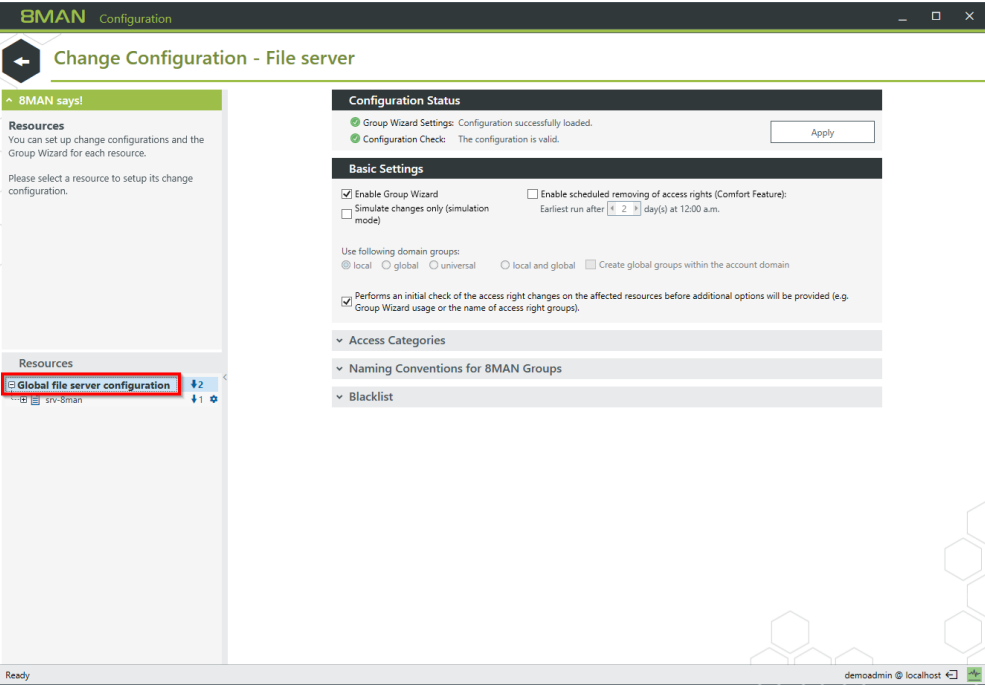 8MAN Configuration
Change Configuration - File server
8MAN says!
Resources
You can set up change configurations and the
Group Wizard for each resource.
Please select a resource to setup its change
configuration.
Resources
Global file server configuration 2
srv-8man 1
Configuration Status
Group Wizard Settings: Configuration successfully loaded.
Configuration Check: The configuration is valid.
Apply
Basic Settings
Enable Group Wizard
Simulate changes only (simulation
mode)
Enable scheduled removing of access rights (Comfort Feature):
Earliest run after 2 day(s) at 12:00 a.m.
Use following domain groups:
local global universal local and global Create global groups within the account domain
Performs an initial check of the access right changes on the affected resources before additional options will be provided (e.g.
Group Wizard usage or the name of access right groups).
Access Categories
Naming Conventions for 8MAN Groups
Blacklist
Ready
demoadmin @ localhost